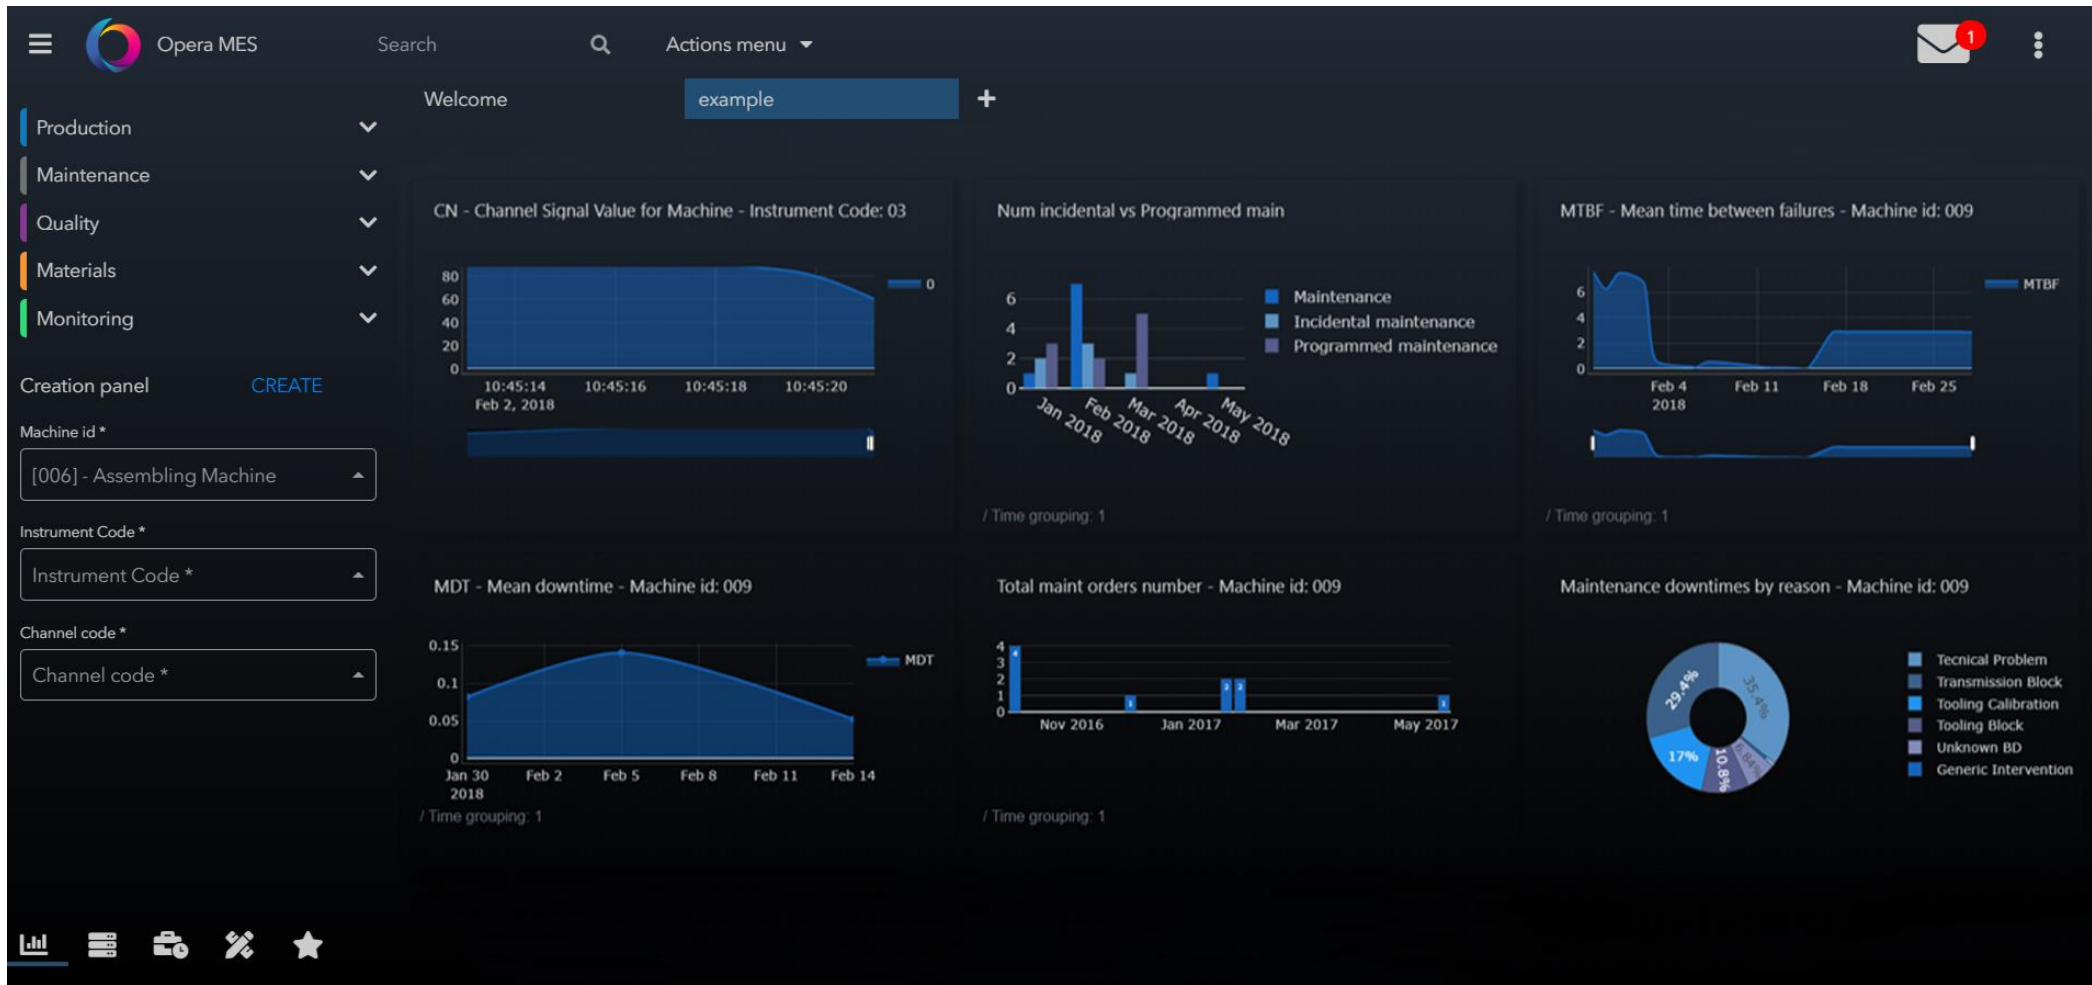 Opera MES
Search
Actions menu
1
Welcome
example
+
Production
Maintenance
Quality
Materials
Monitoring
Creation panel CREATE
Machine id *
[006] - Assembling Machine
Instrument Code *
Instrument Code *
Channel code *
Channel code *
CN - Channel Signal Value for Machine - Instrument Code: 03
80
60
40
20
0
10:45:14 10:45:16 10:45:18 10:45:20
Feb 2, 2018
0
Num incidental vs Programmed main
6
4
2
0
Jan 2018 Feb 2018 Mar 2018 Apr 2018 May 2018
Maintenance
Incidental maintenance
Programmed maintenance
/ Time grouping: 1
MTBF - Mean time between failures - Machine id: 009
6
4
2
0
Feb 4 Feb 11 Feb 18 Feb 25
2018
MTBF
/ Time grouping: 1
MDT - Mean downtime - Machine id: 009
0.15
0.1
0.05
0
Jan 30 Feb 2 Feb 5 Feb 8 Feb 11 Feb 14
2018
MDT
/ Time grouping: 1
Total maint orders number - Machine id: 009
4
3
2
1
0
4 1 2 2 1
Nov 2016 Jan 2017 Mar 2017 May 2017
/ Time grouping: 1
Maintenance downtimes by reason - Machine id: 009
29.4%
35.4%
17%
10.8%
6.84%
Tecnical Problem
Transmission Block
Tooling Calibration
Tooling Block
Unknown BD
Generic Intervention